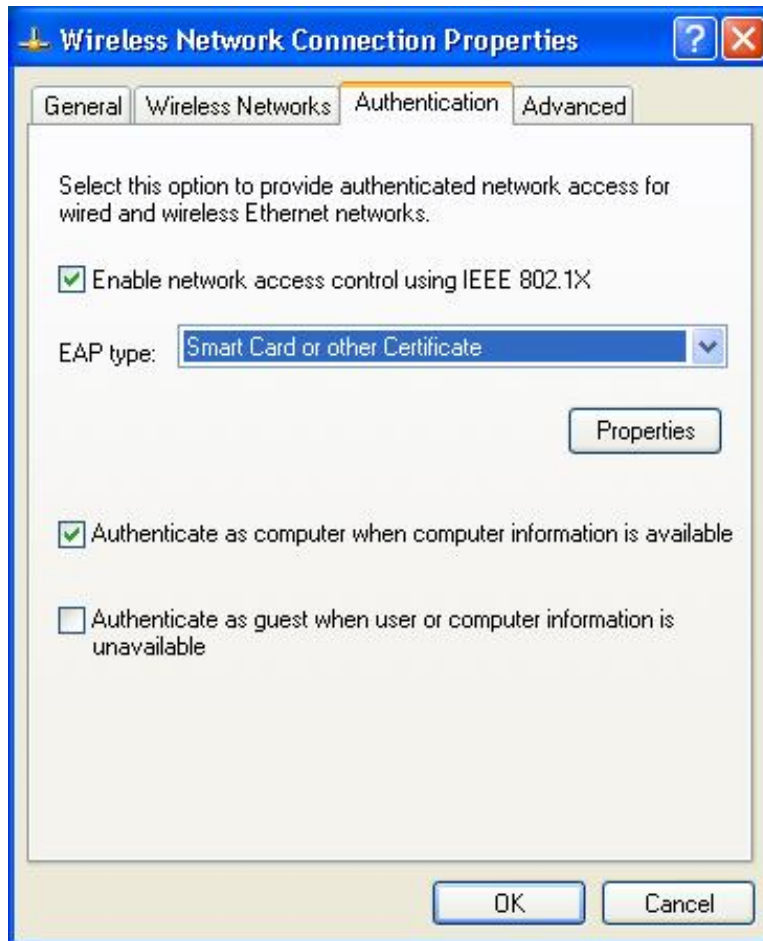 Wireless Network Connection Properties
General Wireless Networks Authentication Advanced
Select this option to provide authenticated network access for
wired and wireless Ethernet networks.
Enable network access control using IEEE 802.1X
EAP type: Smart Card or other Certificate
Properties
Authenticate as computer when computer information is available
Authenticate as guest when user or computer information is
unavailable
OK Cancel